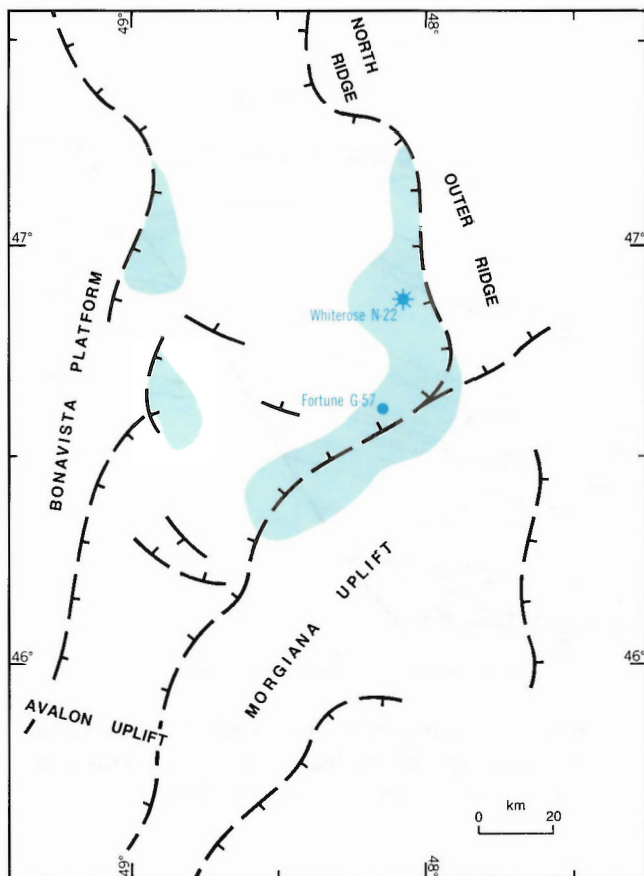 49°
48°
NORTH
RIDGE
OUTER
RIDGE
47°
47°
Whiterose N-22
BONAVISTA PLATFORM
Fortune G-57
MORGIANA UPLIFT
46°
46°
AVALON UPLIFT
km
0 20
49°
48°